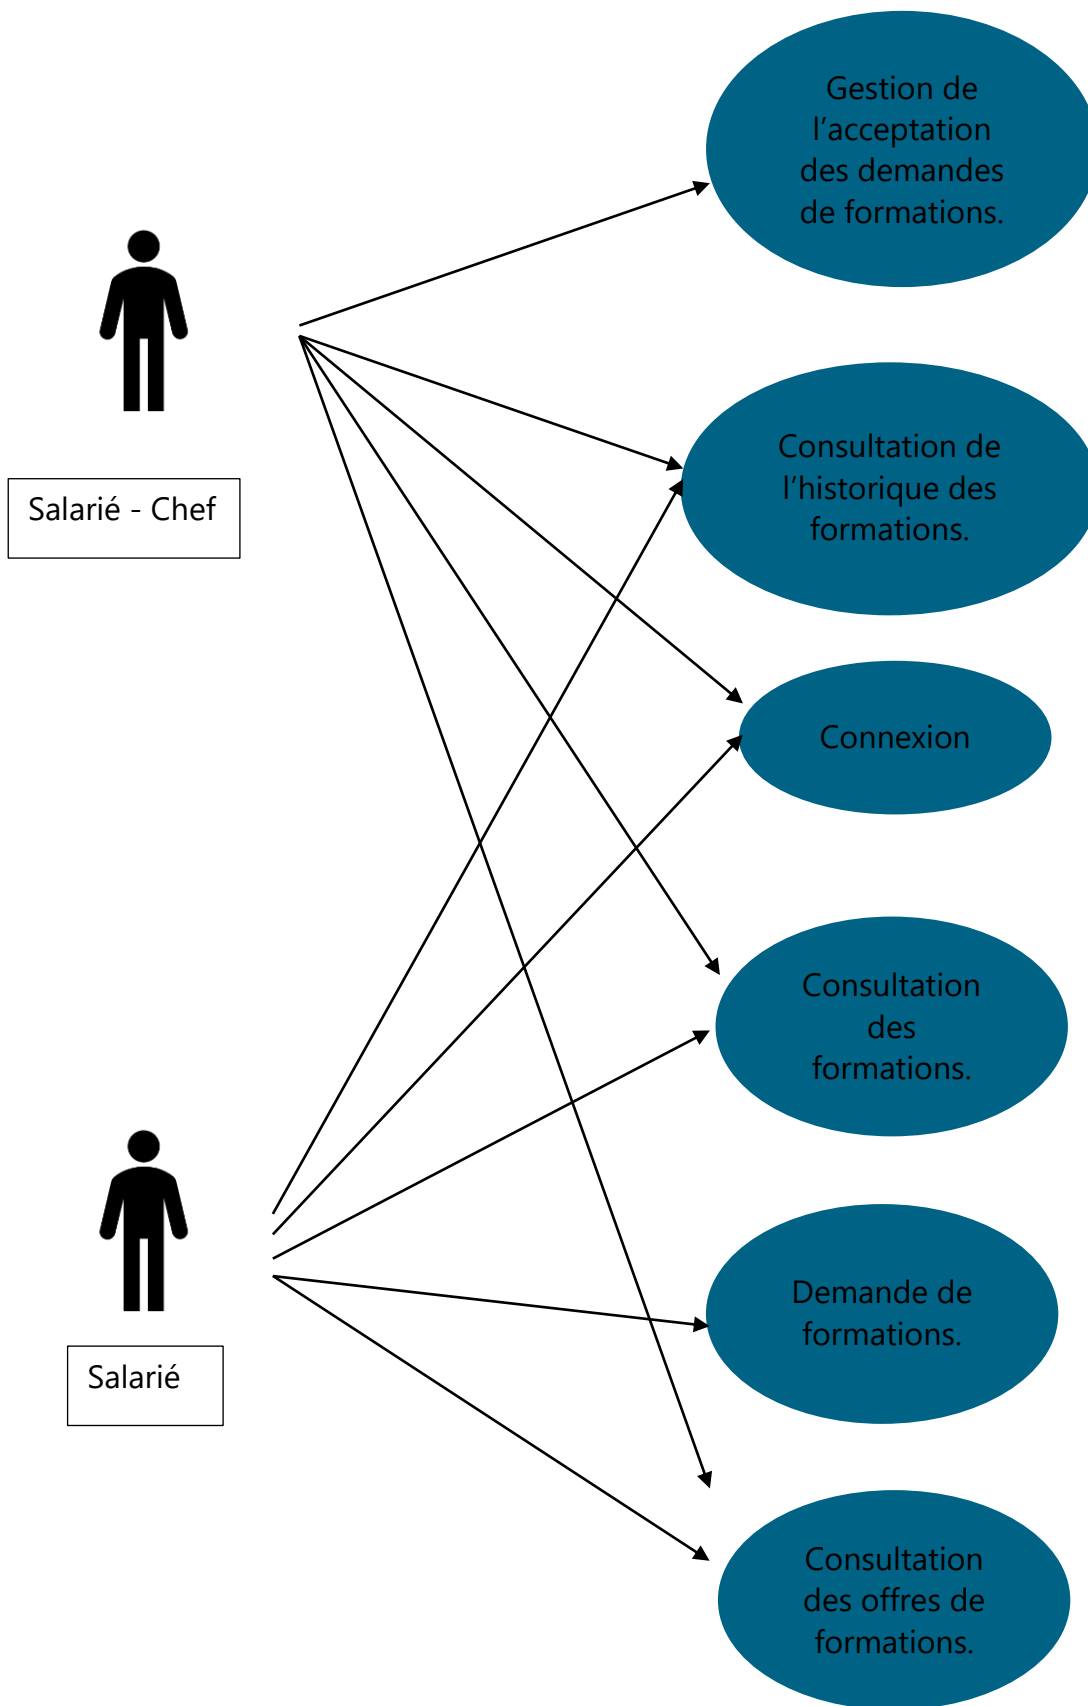 Gestion de
l’acceptation
des demandes
de formations.
Salarié - Chef
Consultation de
l’historique des
formations.
Connexion
Consultation
des
formations.
Demande de
formations.
Salarié
Consultation
des offres de
formations.